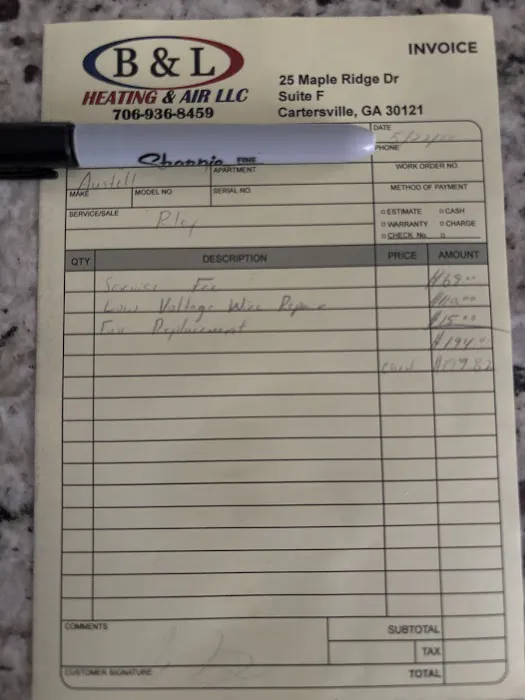 B & L
HEATING & AIR LLC
706-936-8459
INVOICE
25 Maple Ridge Dr
Suite F
Cartersville, GA 30121
Sharpie FINE
DATE
PHONE
APARTMENT
WORK ORDER NO.
Austell
MAKE MODEL NO. SERIAL NO. METHOD OF PAYMENT
SERVICE/SALE
ESTIMATE CASH
WARRANTY CHARGE
CHECK No.
QTY DESCRIPTION PRICE AMOUNT
Service Fee $69.00
Low Voltage Wire Repair
Fan Replacement $15.00
$194.00
card
COMMENTS
SUBTOTAL
TAX
CUSTOMER SIGNATURE TOTAL